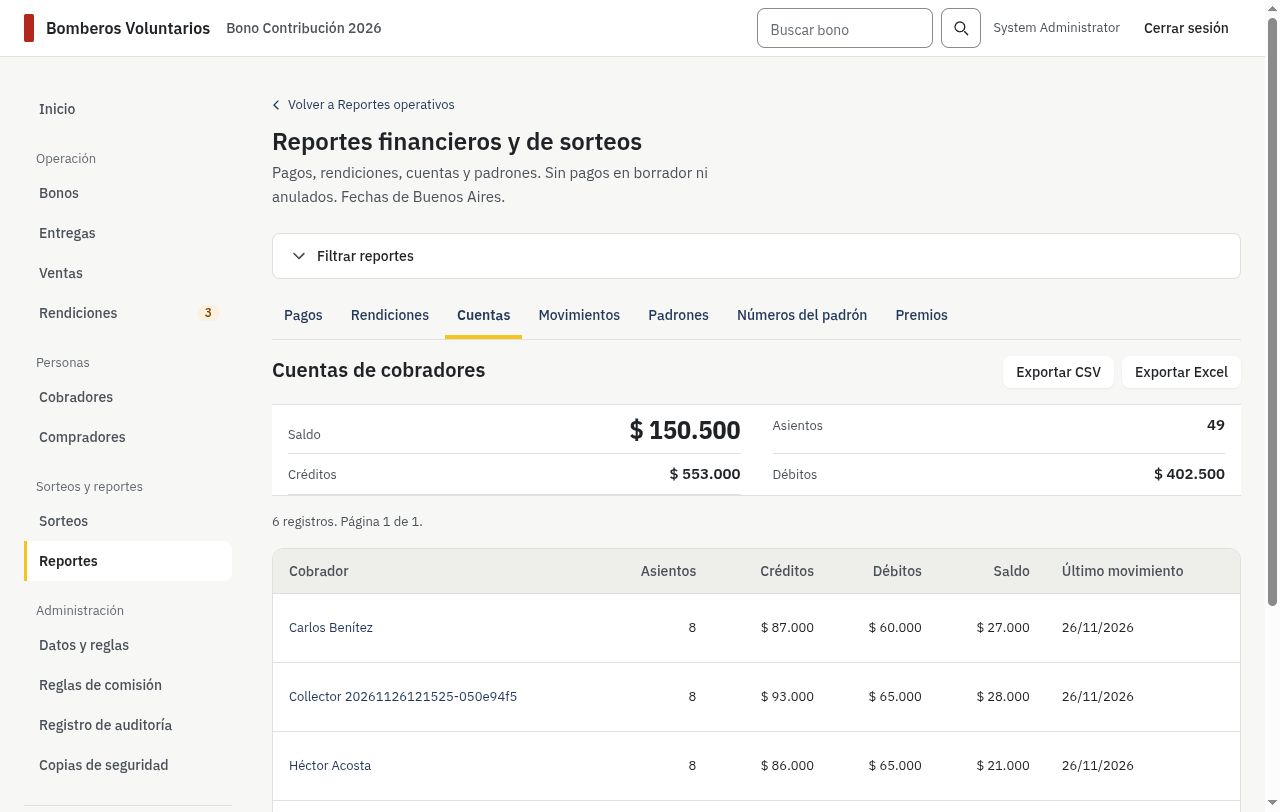 Bomberos Voluntarios Bono Contribución 2026 Buscar bono System Administrator Cerrar sesión
Inicio
Operación
Bonos
Entregas
Ventas
Rendiciones 3
Personas
Cobradores
Compradores
Sorteos y reportes
Sorteos
Reportes
Administración
Datos y reglas
Reglas de comisión
Registro de auditoría
Copias de seguridad
Volver a Reportes operativos
Reportes financieros y de sorteos
Pagos, rendiciones, cuentas y padrones. Sin pagos en borrador ni
anulados. Fechas de Buenos Aires.
Filtrar reportes
Pagos Rendiciones Cuentas Movimientos Padrones Números del padrón Premios
Cuentas de cobradores Exportar CSV Exportar Excel
Saldo $ 150.500 Asientos 49
Créditos $ 553.000 Débitos $ 402.500
6 registros. Página 1 de 1.
Cobrador Asientos Créditos Débitos Saldo Último movimiento
Carlos Benítez 8 $ 87.000 $ 60.000 $ 27.000 26/11/2026
Collector 20261126121525-050e94f5 8 $ 93.000 $ 65.000 $ 28.000 26/11/2026
Héctor Acosta 8 $ 86.000 $ 65.000 $ 21.000 26/11/2026